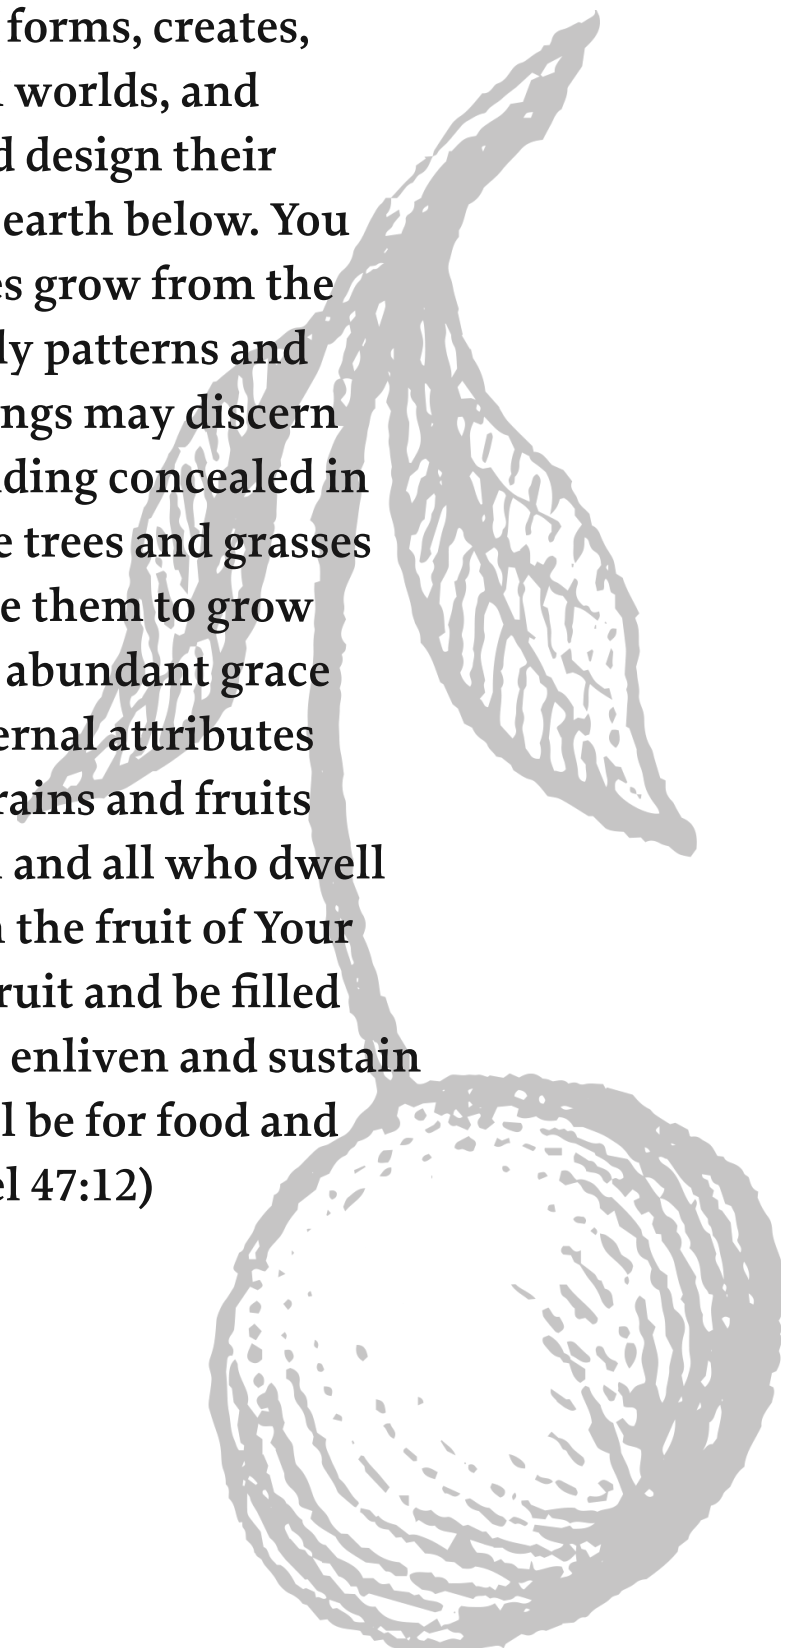 forms, creates,
worlds, and
design their
earth below. You
es grow from the
ly patterns and
ngs may discern
ding concealed in
e trees and grasses
e them to grow
abundant grace
ernal attributes
rains and fruits
and all who dwell
the fruit of Your
ruit and be filled
enliven and sustain
l be for food and
el 47:12)